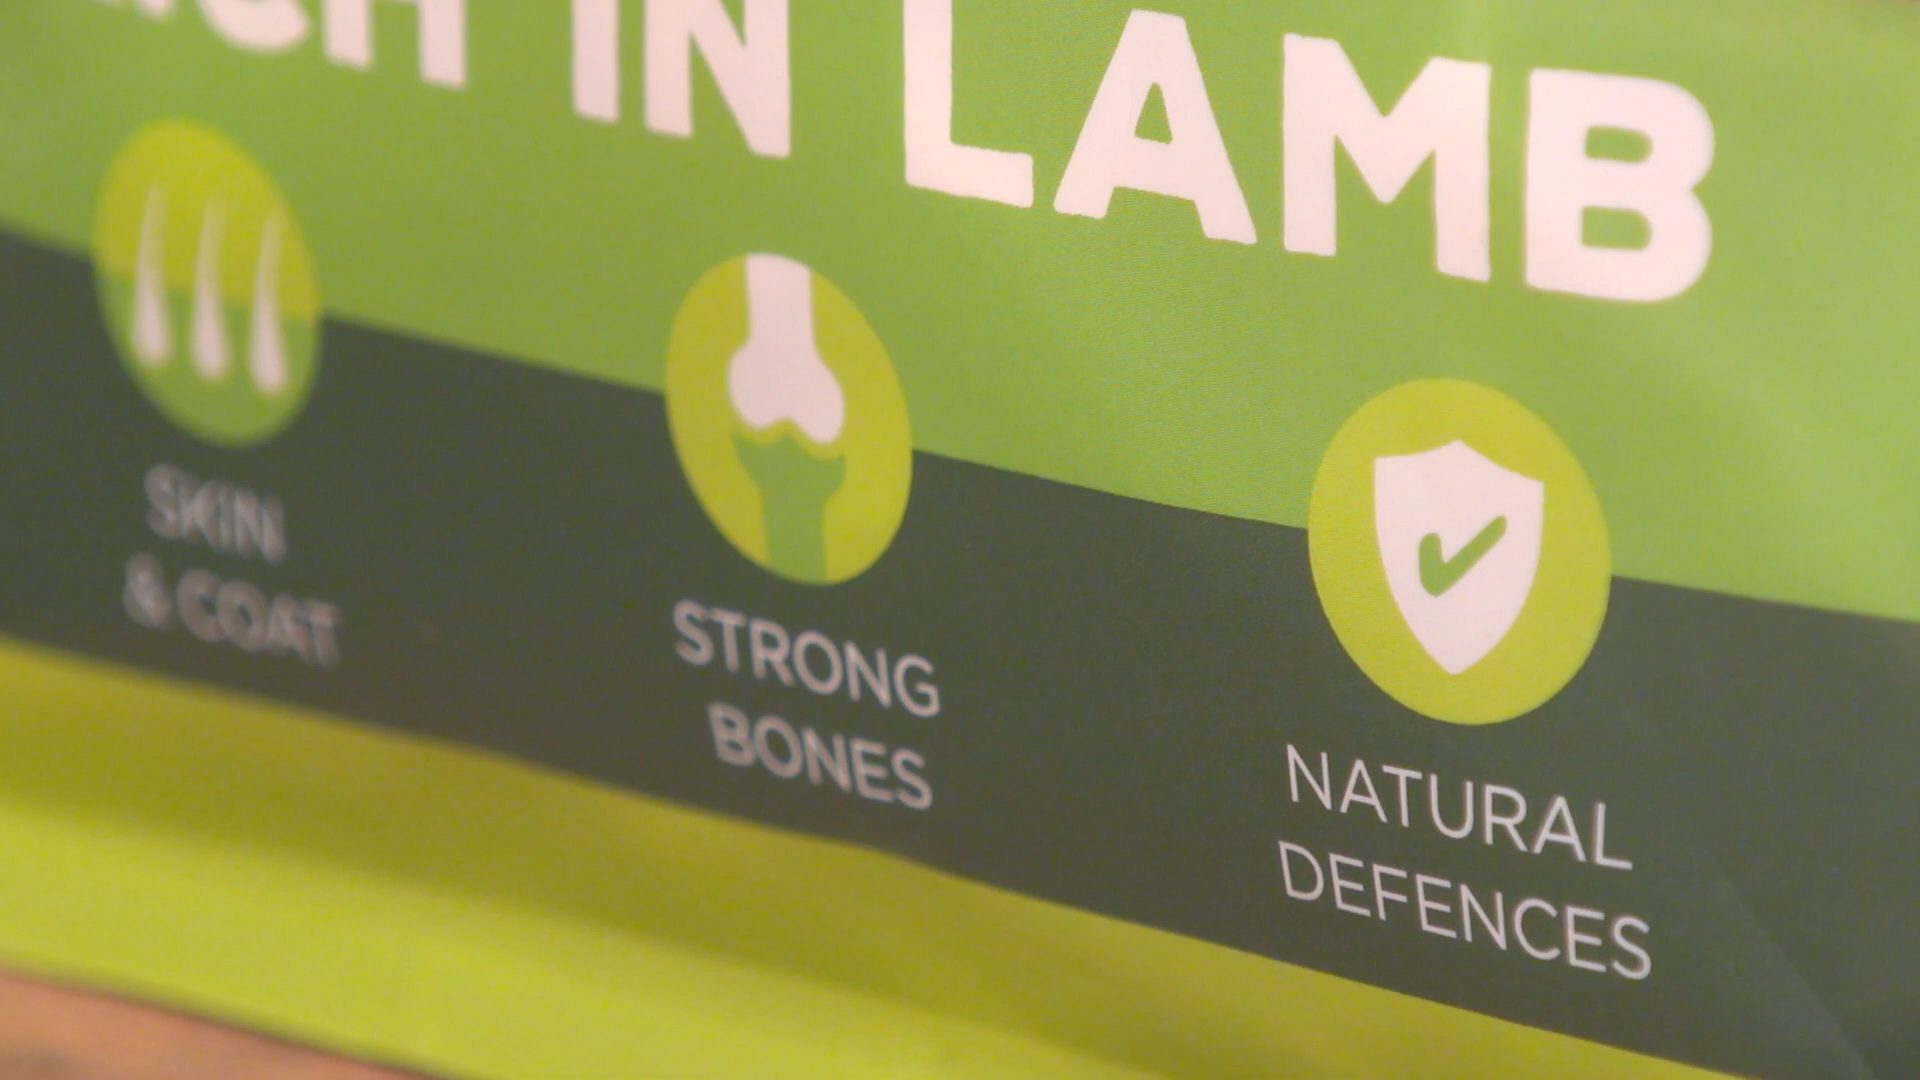 IN LAMB
SKIN
& COAT
STRONG
BONES
NATURAL
DEFENCES